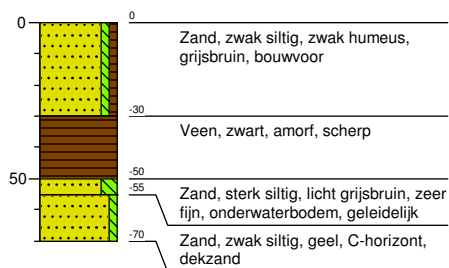 0
0
Zand, zwak siltig, zwak humeus,
grijsbruin, bouwvoor
-30
Veen, zwart, amorf, scherp
50
-50
-55
Zand, sterk siltig, licht grijsbruin, zeer
fijn, onderwaterbodem, geleidelijk
-70
Zand, zwak siltig, geel, C-horizont,
dekzand